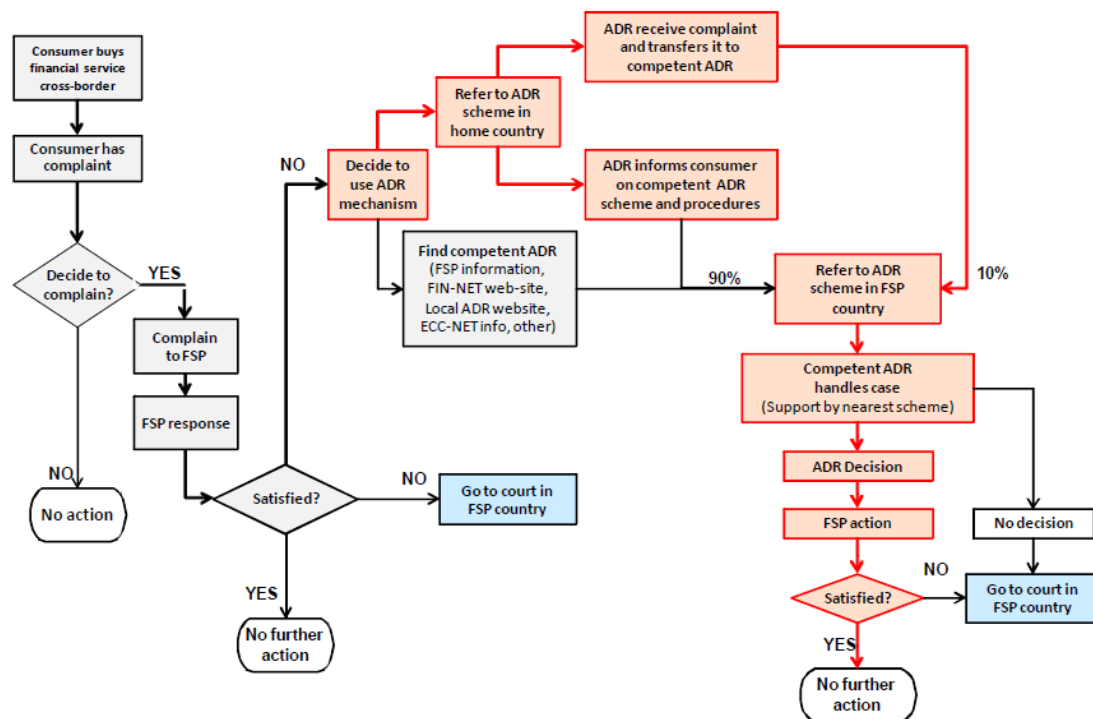 Consumer buys
financial service
cross-border
Consumer has
complaint
Decide to
complain?
YES
NO
No action
Complain
to FSP
FSP response
Satisfied?
NO
Go to court in
FSP country
YES
No further
action
NO
Decide to
use ADR
mechanism
Refer to ADR
scheme in
home country
ADR receive complaint
and transfers it to
competent ADR
ADR informs consumer
on competent ADR
scheme and procedures
Find competent ADR
(FSP information,
FIN-NET web-site,
Local ADR website,
ECC-NET info, other)
90%
10%
Refer to ADR
scheme in FSP
country
Competent ADR
handles case
(Support by nearest scheme)
ADR Decision
FSP action
No decision
Satisfied?
NO
Go to court in
FSP country
YES
No further
action